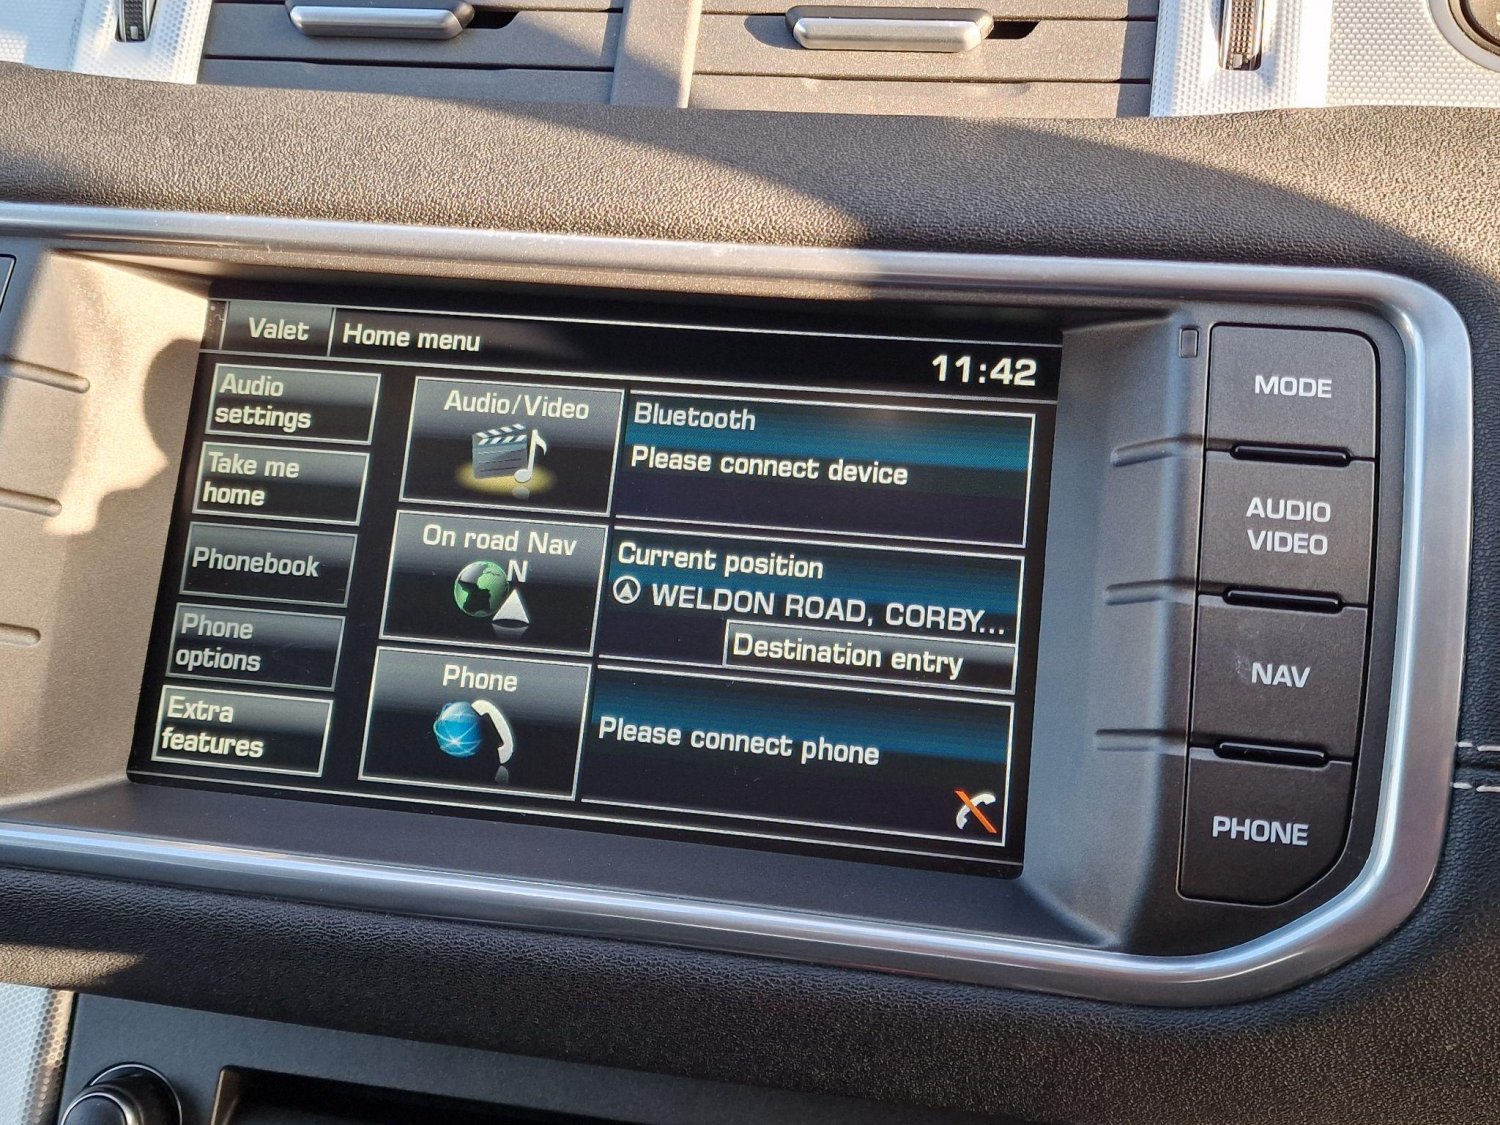 Valet
Home menu
11:42
Audio
settings
Take me
home
Phonebook
Phone
options
Extra
features
Audio/Video
On road Nav
N
Phone
Bluetooth
Please connect device
Current position
WELDON ROAD, CORBY...
Destination entry
Please connect phone
MODE
AUDIO
VIDEO
NAV
PHONE